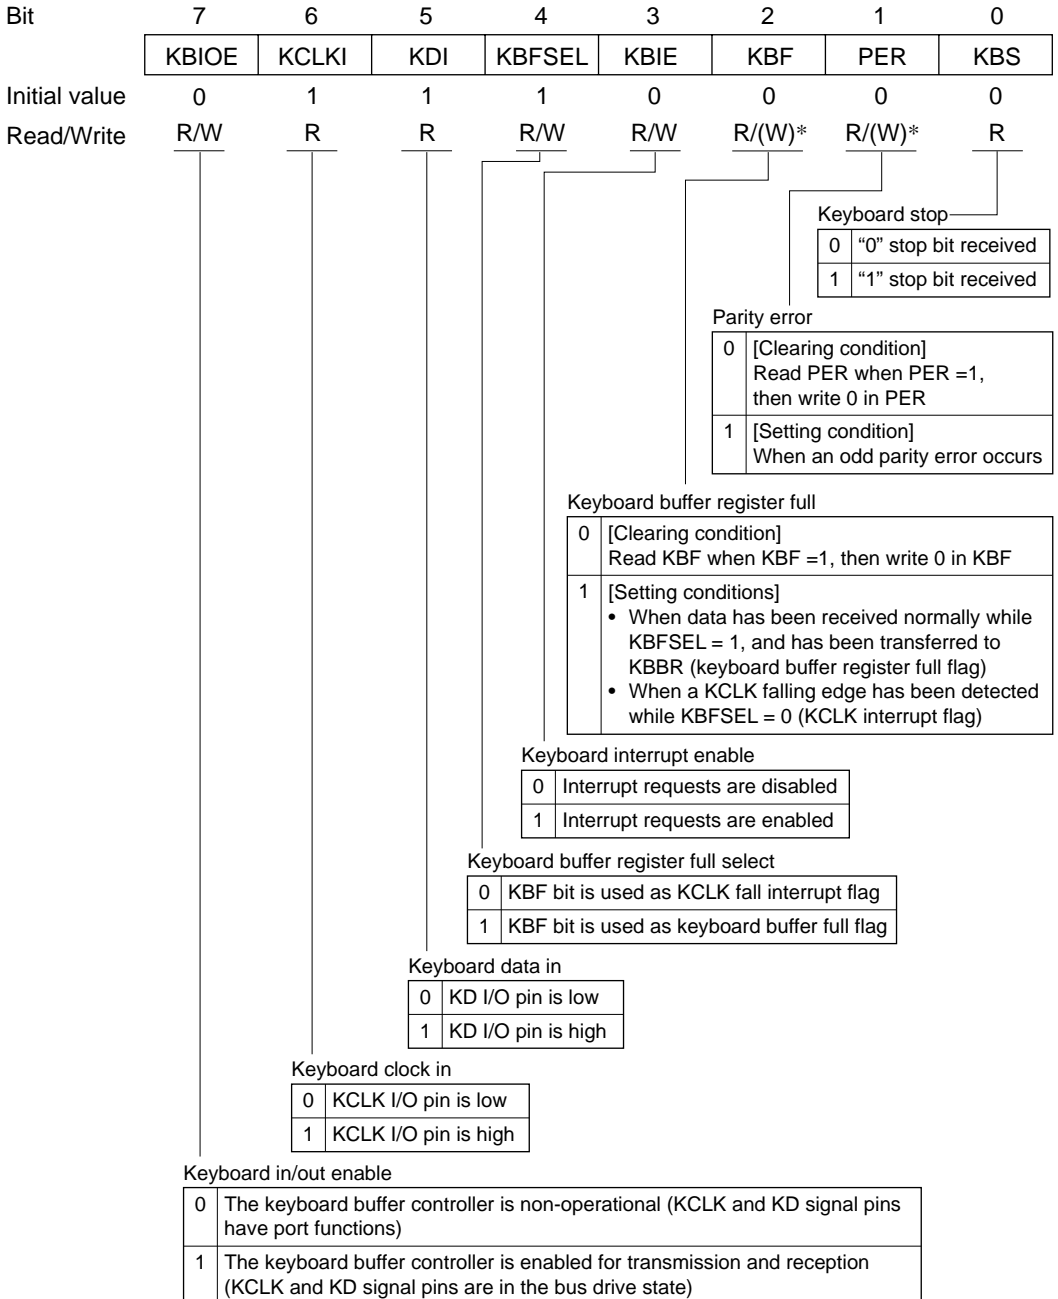 Bit 7 6 5 4 3 2 1 0
KBIOE KCLKI KDI KBFSEL KBIE KBF PER KBS
Initial value 0 1 1 1 0 0 0 0
Read/Write R/W R R R/W R/W R/(W)* R/(W)* R
Keyboard stop
0 “0” stop bit received
1 “1” stop bit received
Parity error
0 [Clearing condition]
Read PER when PER =1,
then write 0 in PER
1 [Setting condition]
When an odd parity error occurs
Keyboard buffer register full
0 [Clearing condition]
Read KBF when KBF =1, then write 0 in KBF
1 [Setting conditions]
• When data has been received normally while
KBFSEL = 1, and has been transferred to
KBBR (keyboard buffer register full flag)
• When a KCLK falling edge has been detected
while KBFSEL = 0 (KCLK interrupt flag)
Keyboard interrupt enable
0 Interrupt requests are disabled
1 Interrupt requests are enabled
Keyboard buffer register full select
0 KBF bit is used as KCLK fall interrupt flag
1 KBF bit is used as keyboard buffer full flag
Keyboard data in
0 KD I/O pin is low
1 KD I/O pin is high
Keyboard clock in
0 KCLK I/O pin is low
1 KCLK I/O pin is high
Keyboard in/out enable
0 The keyboard buffer controller is non-operational (KCLK and KD signal pins
have port functions)
1 The keyboard buffer controller is enabled for transmission and reception
(KCLK and KD signal pins are in the bus drive state)